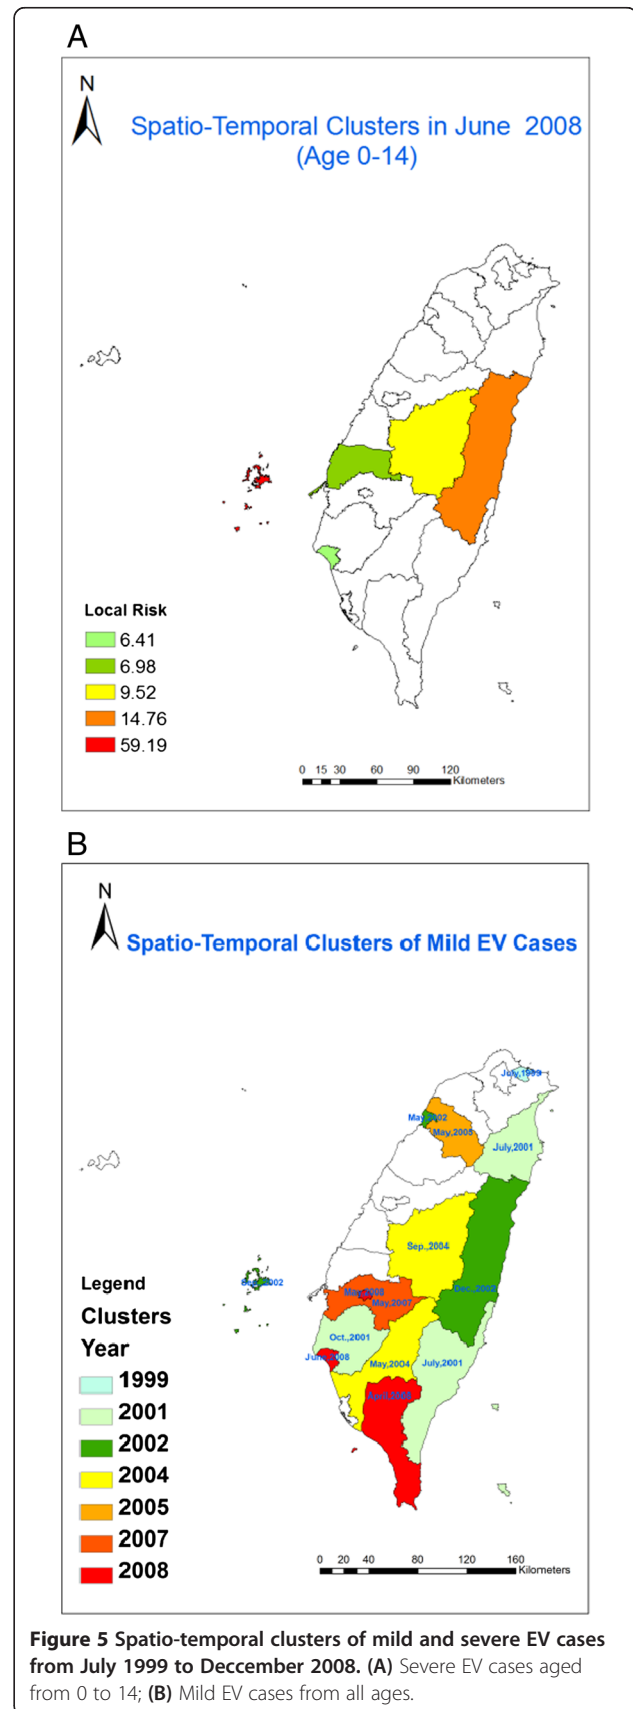 A
N
Spatio-Temporal Clusters in June 2008
(Age 0-14)
Local Risk
6.41
6.98
9.52
14.76
59.19
0 15 30 60 90 120
Kilometers
B
N
Spatio-Temporal Clusters of Mild EV Cases
July,1999
May,2002
May,2005
July,2001
Sep.,2004
2002
Dec.,2002
May,2008
May,2007
Oct.,2001
June,2008
May,2004
July,2001
Legend
Clusters
Year
1999
2001
2002
2004
2005
2007
2008
0 20 40 80 120 160
Kilometers
Figure 5 Spatio-temporal clusters of mild and severe EV cases
from July 1999 to Deccember 2008. (A) Severe EV cases aged
from 0 to 14; (B) Mild EV cases from all ages.